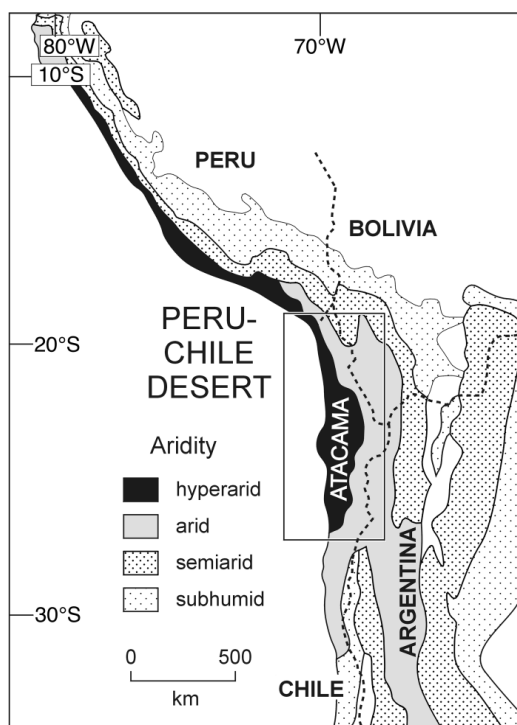 80°W
70°W
10°S
PERU
BOLIVIA
PERU-
CHILE
DESERT
20°S
ATACAMA
Aridity
hyperarid
arid
semiarid
subhumid
ARGENTINA
30°S
0
500
km
CHILE